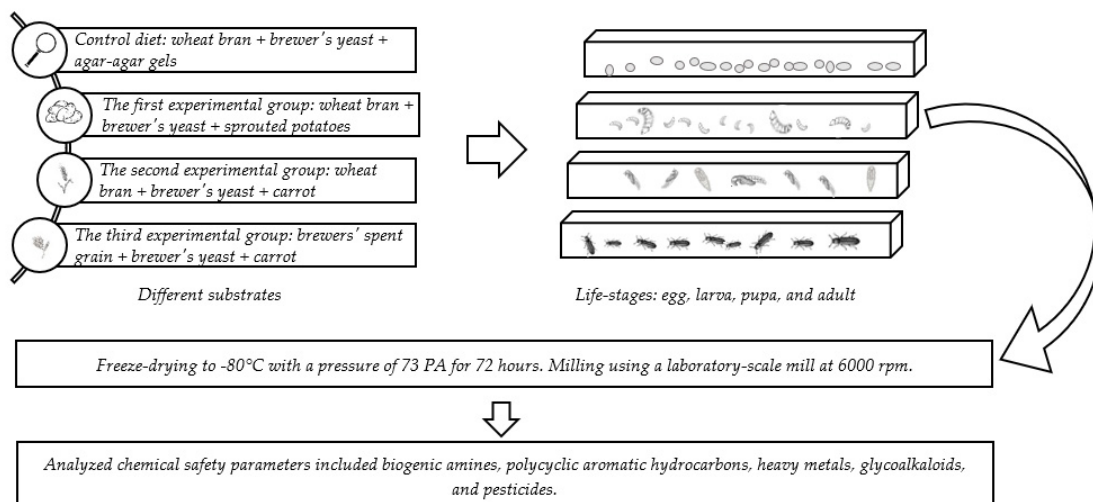 Control diet: wheat bran + brewer's yeast +
agar-agar gels
The first experimental group: wheat bran +
brewer's yeast + sprouted potatoes
The second experimental group: wheat
bran + brewer's yeast + carrot
The third experimental group: brewers' spent
grain + brewer's yeast + carrot
Different substrates
Life-stages: egg, larva, pupa, and adult
Freeze-drying to -80°C with a pressure of 73 PA for 72 hours. Milling using a laboratory-scale mill at 6000 rpm.
Analyzed chemical safety parameters included biogenic amines, polycyclic aromatic hydrocarbons, heavy metals, glycoalkaloids,
and pesticides.